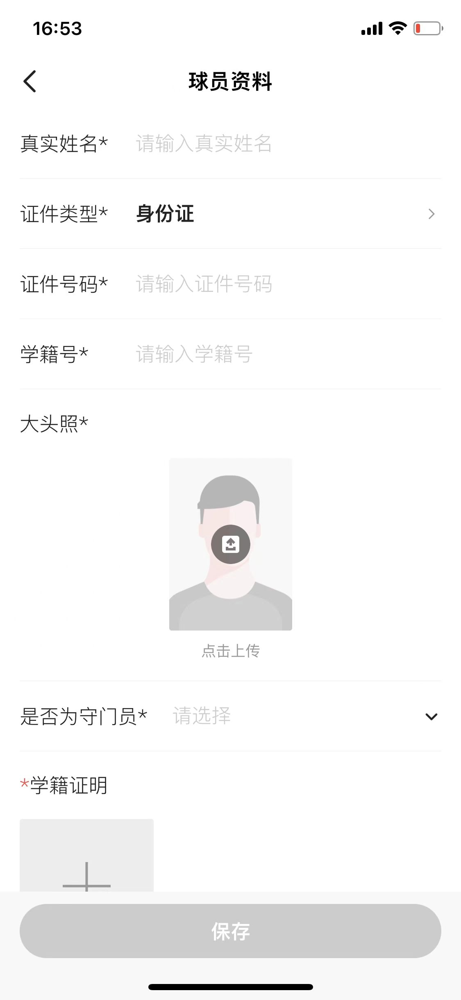 16:53
球员资料
真实姓名* 请输入真实姓名
证件类型* 身份证
证件号码* 请输入证件号码
学籍号* 请输入学籍号
大头照*
点击上传
是否为守门员* 请选择
*学籍证明
保存